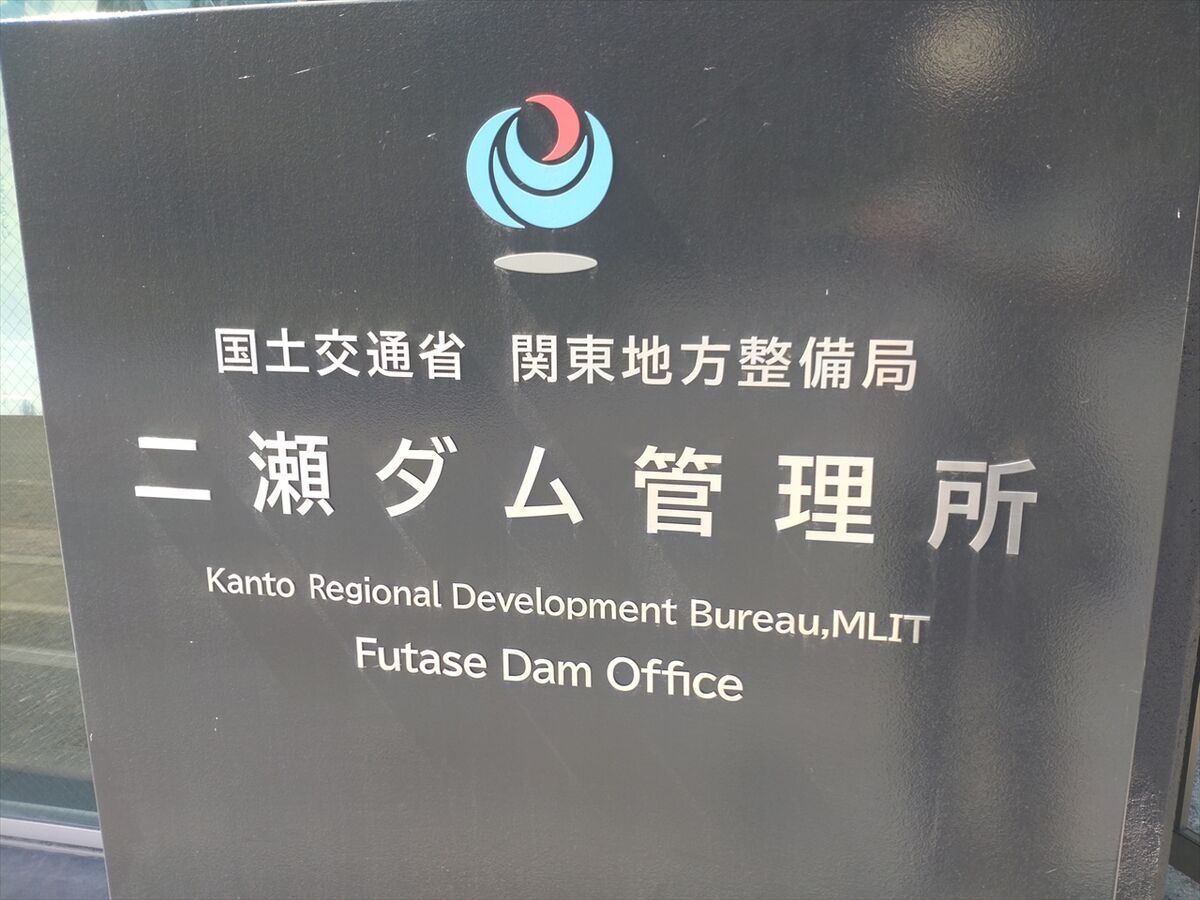 国土交通省 関東地方整備局
二瀬ダム管理所
Kanto Regional Development Bureau,MLIT
Futase Dam Office